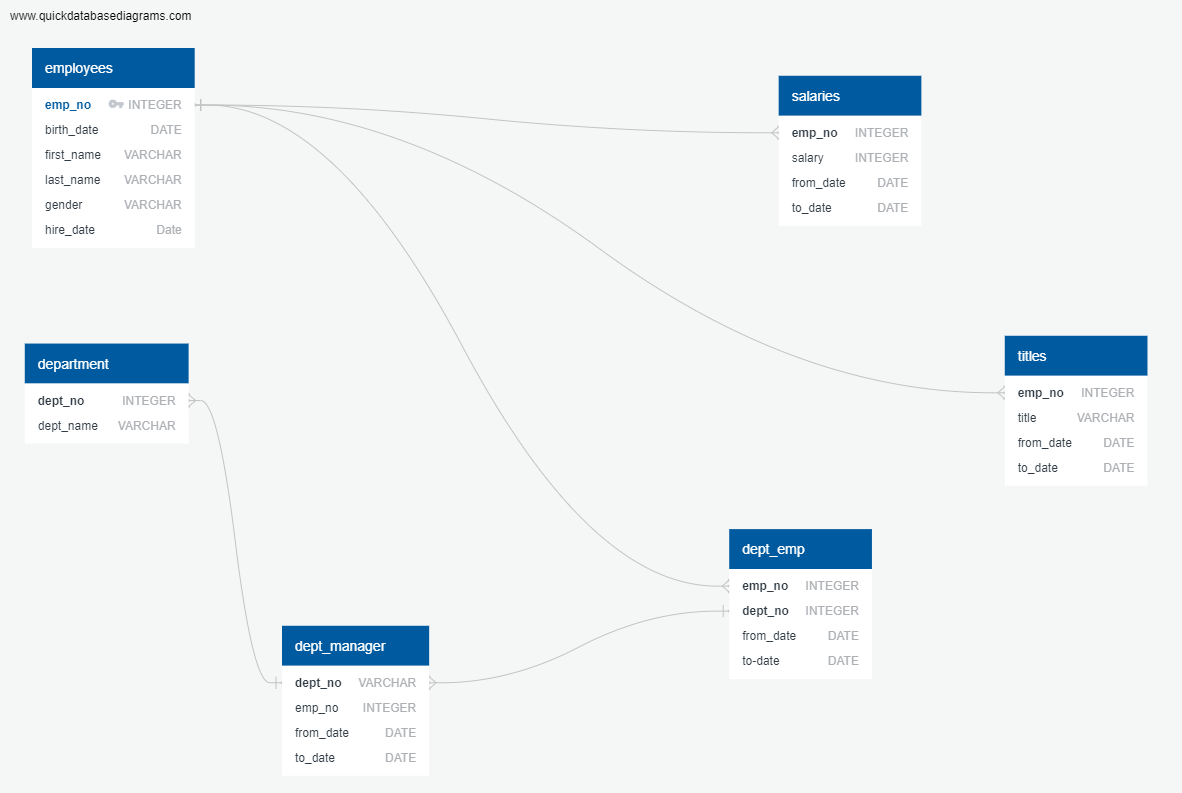 www.quickdatabasediagrams.com
employees
emp_no INTEGER
birth_date DATE
first_name VARCHAR
last_name VARCHAR
gender VARCHAR
hire_date Date
salaries
emp_no INTEGER
salary INTEGER
from_date DATE
to_date DATE
department
dept_no INTEGER
dept_name VARCHAR
titles
emp_no INTEGER
title VARCHAR
from_date DATE
to_date DATE
dept_emp
emp_no INTEGER
dept_no INTEGER
from_date DATE
to-date DATE
dept_manager
dept_no VARCHAR
emp_no INTEGER
from_date DATE
to_date DATE